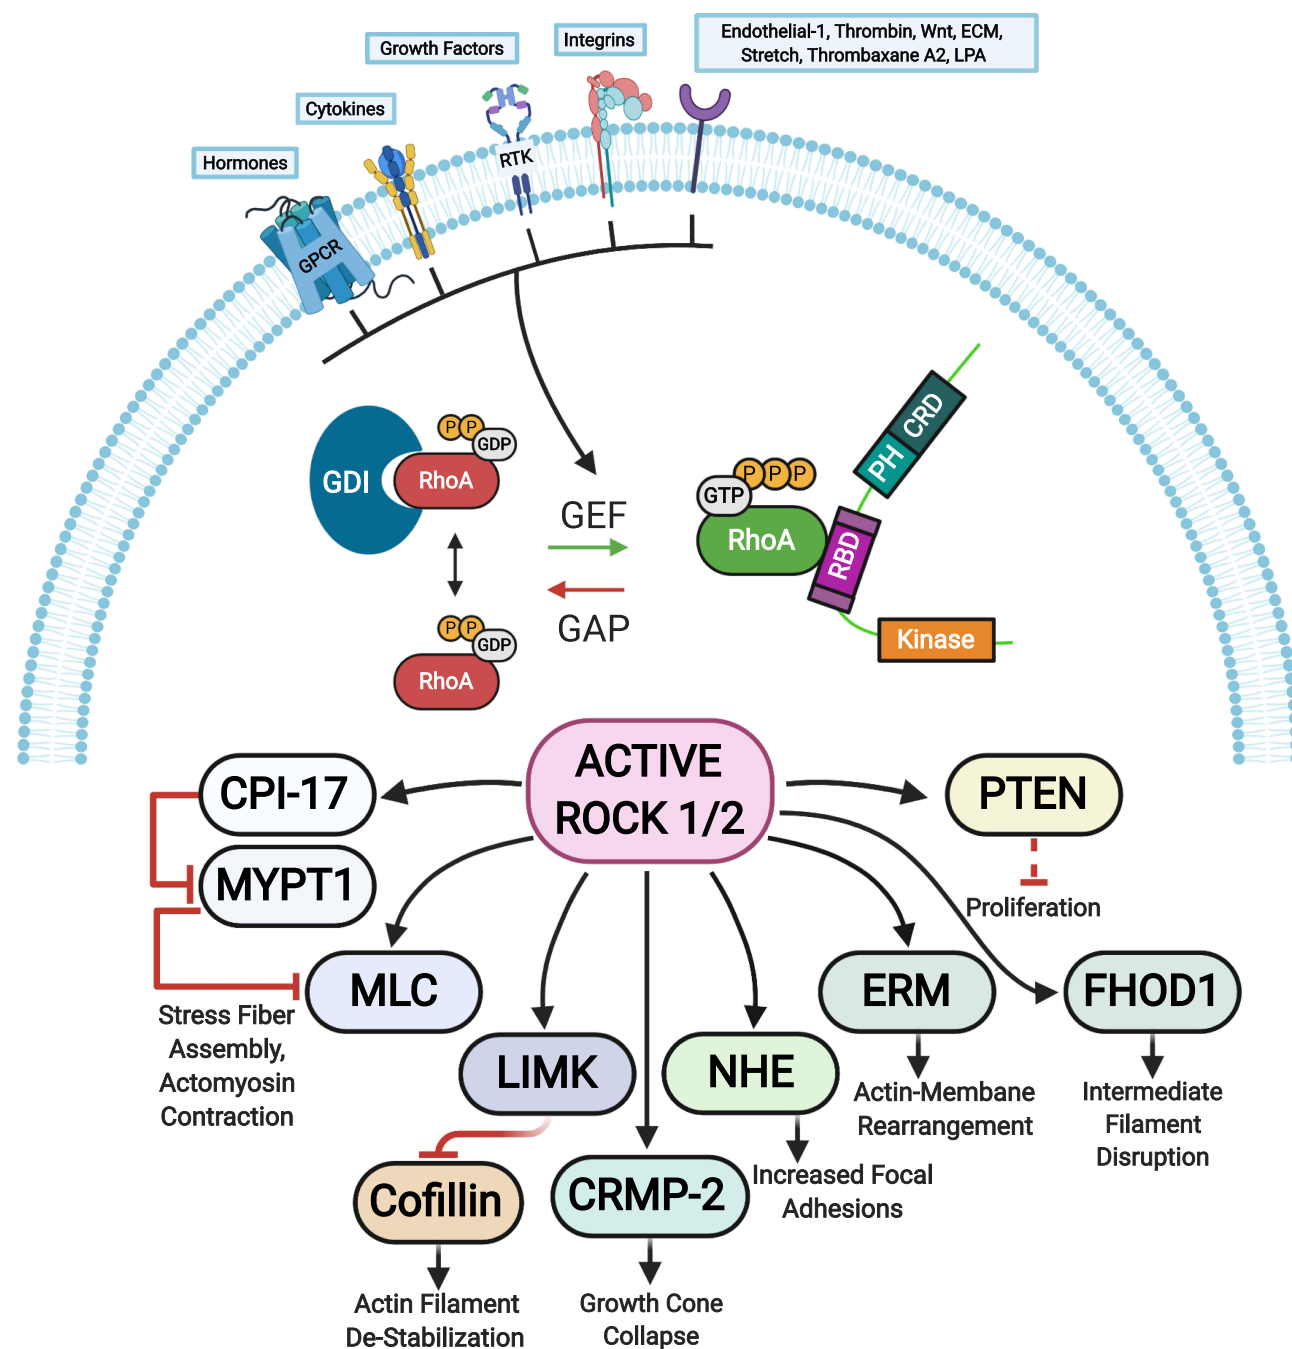 Endothelial-1, Thrombin, Wnt, ECM,
Stretch, Thrombaxane A2, LPA
Integrins
Growth Factors
Cytokines
Hormones
RTK
GPCR
GDI
RhoA
P P
GDP
GEF
GAP
P P
GDP
RhoA
GTP
P P P
RhoA
CRD
PH
RBD
Kinase
ACTIVE
ROCK 1/2
CPI-17
MYPT1
MLC
Stress Fiber
Assembly,
Actomyosin
Contraction
LIMK
Cofillin
Actin Filament
De-Stabilization
CRMP-2
Growth Cone
Collapse
NHE
Increased Focal
Adhesions
ERM
Actin-Membane
Rearrangement
PTEN
Proliferation
FHOD1
Intermediate
Filament
Disruption